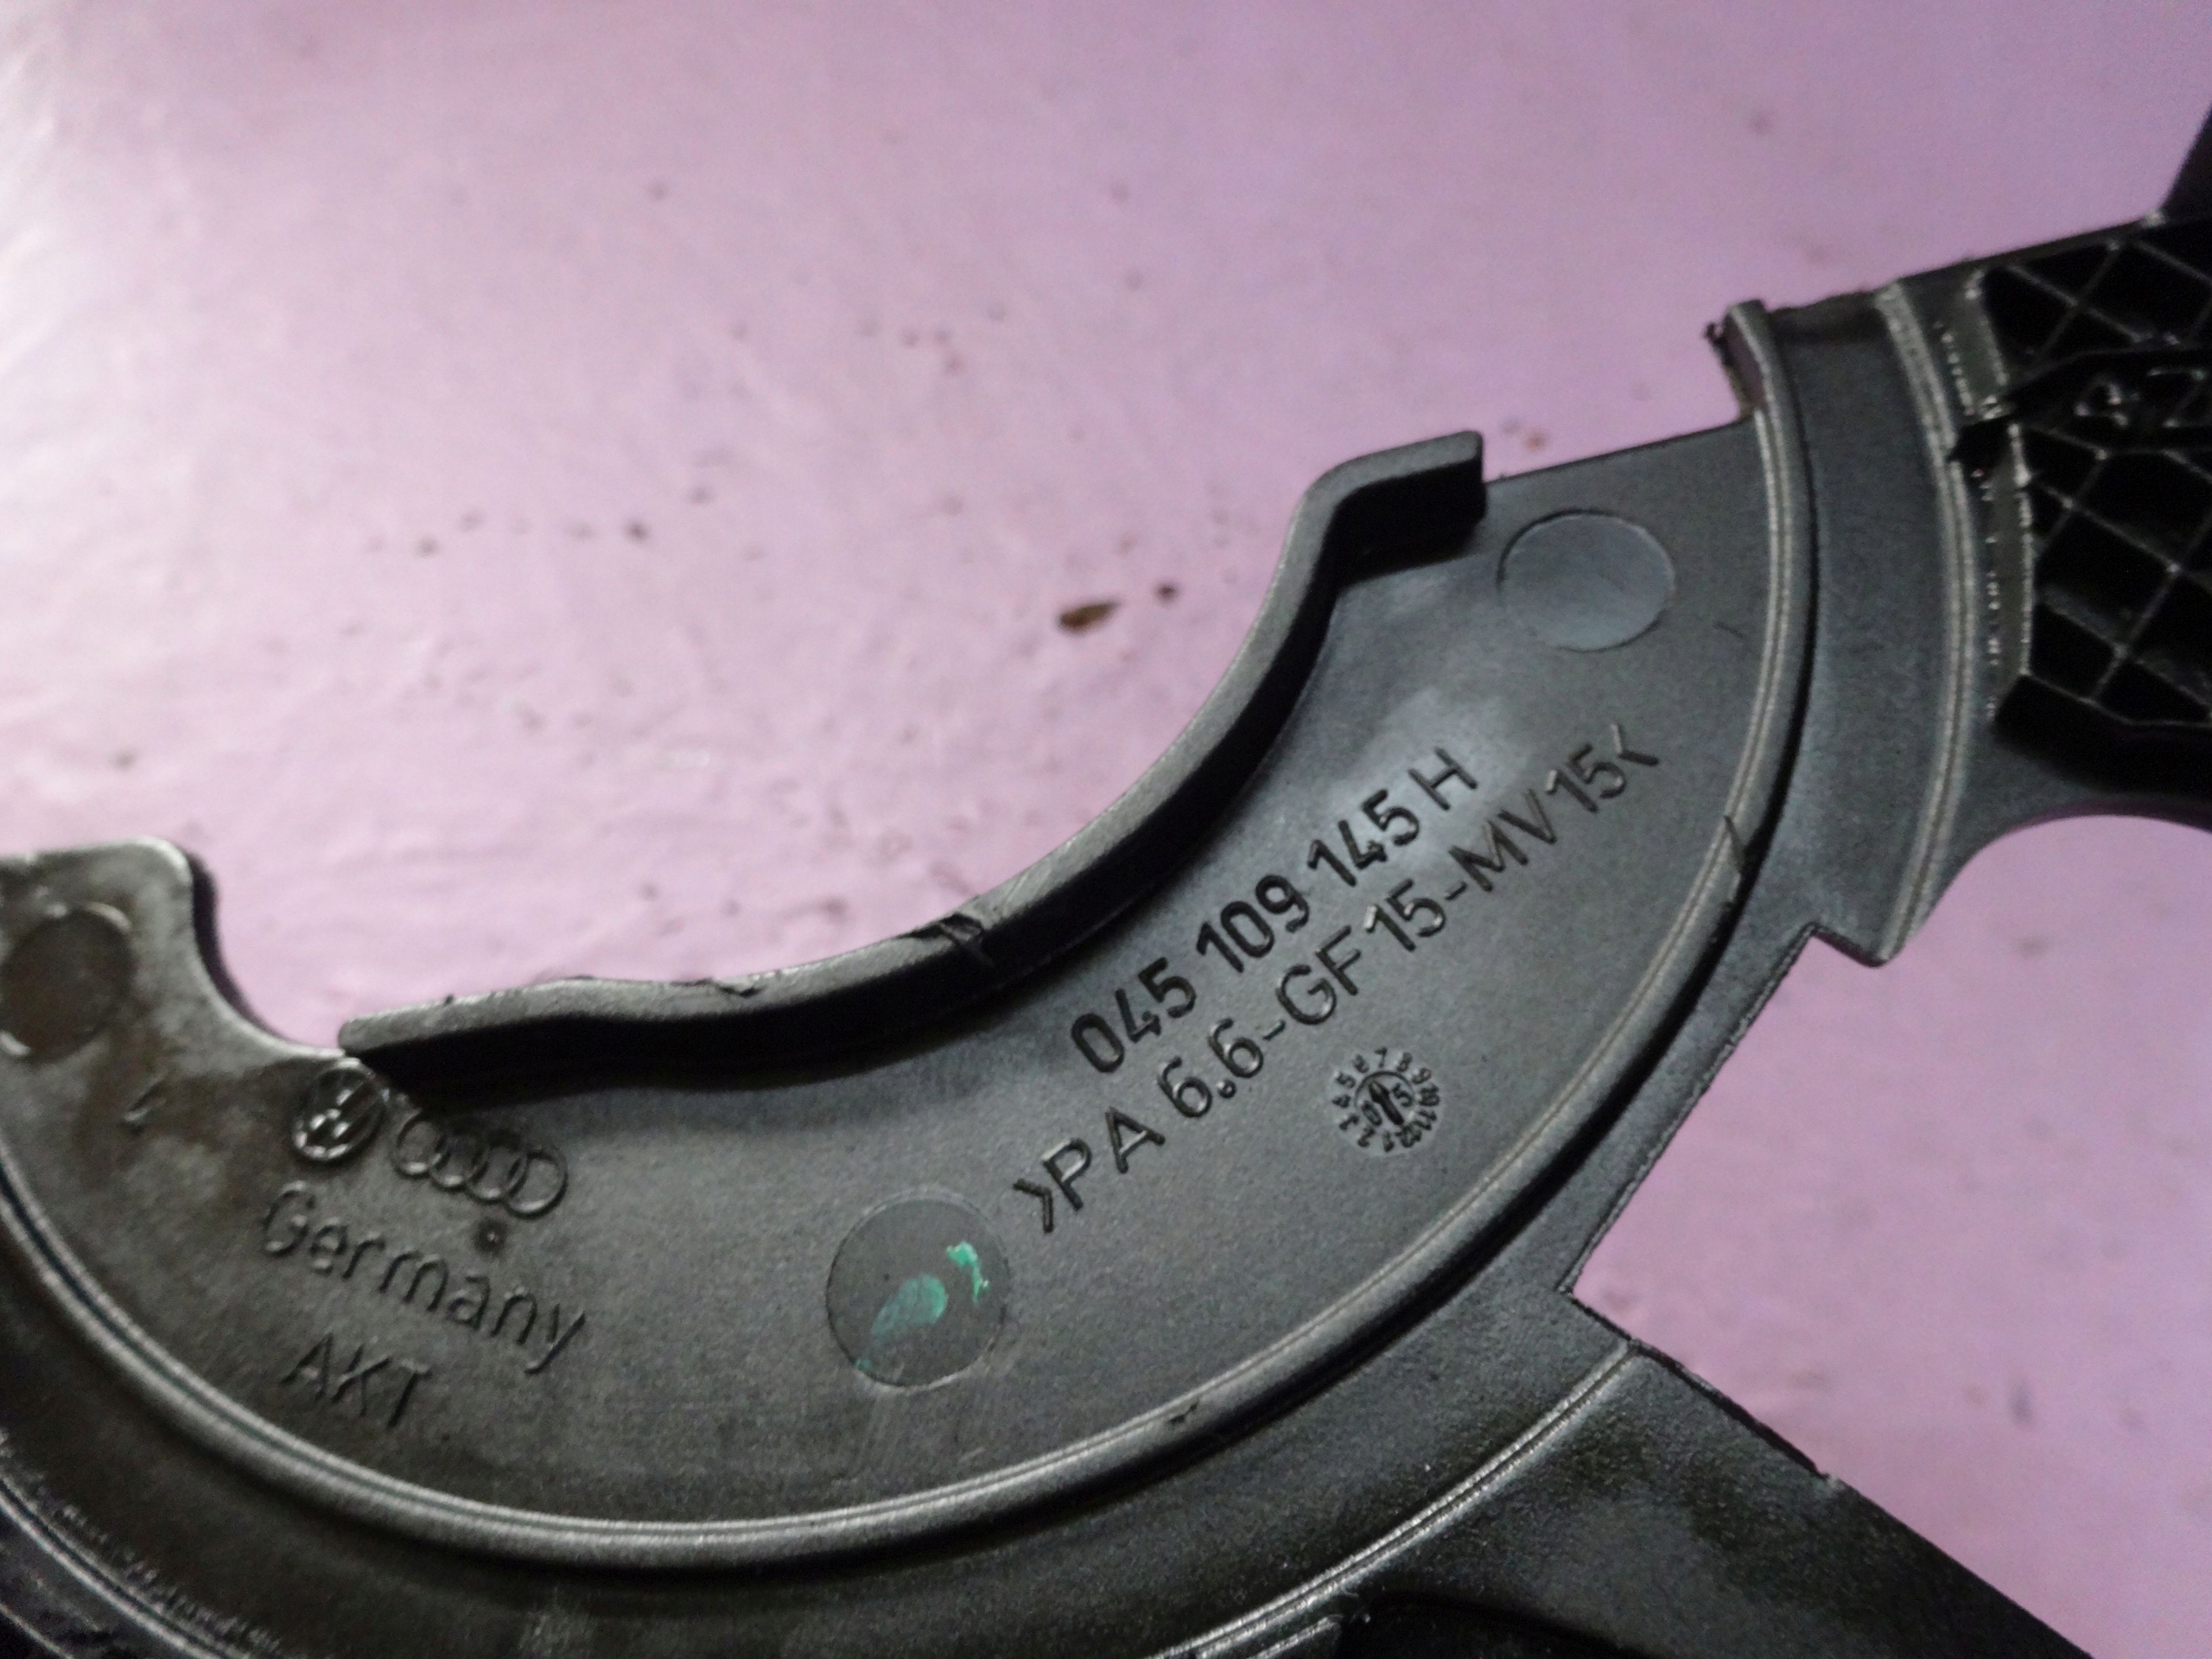 045 109 145 H
>PA 6.6-GF15-MV15<
Germany
AKT